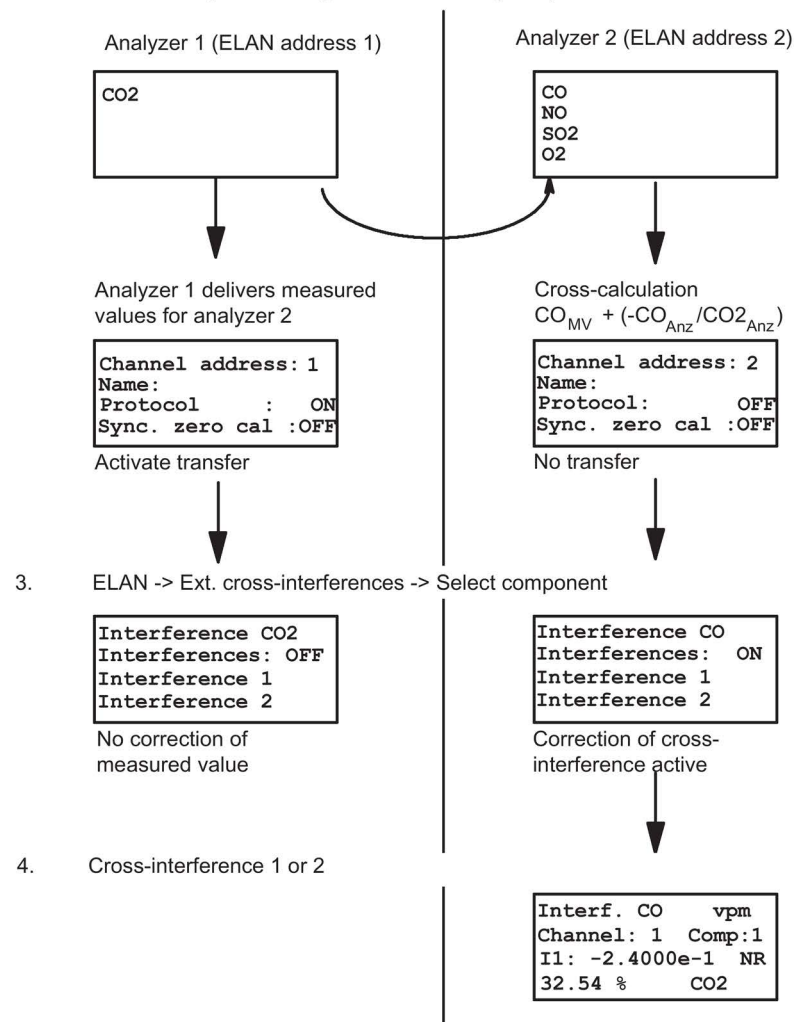 Analyzer 1 (ELAN address 1)
CO2
Analyzer 1 delivers measured
values for analyzer 2
Channel address: 1
Name:
Protocol : ON
Sync. zero cal :OFF
Activate transfer
Analyzer 2 (ELAN address 2)
CO
NO
SO2
O2
Cross-calculation
CO_MV + (-CO_Anz/CO2_Anz)
Channel address: 2
Name:
Protocol: OFF
Sync. zero cal :OFF
No transfer
3. ELAN -> Ext. cross-interferences -> Select component
Interference CO2
Interferences: OFF
Interference 1
Interference 2
No correction of
measured value
Interference CO
Interferences: ON
Interference 1
Interference 2
Correction of cross-
interference active
4. Cross-interference 1 or 2
Interf. CO vpm
Channel: 1 Comp:1
I1: -2.4000e-1 NR
32.54 % CO2